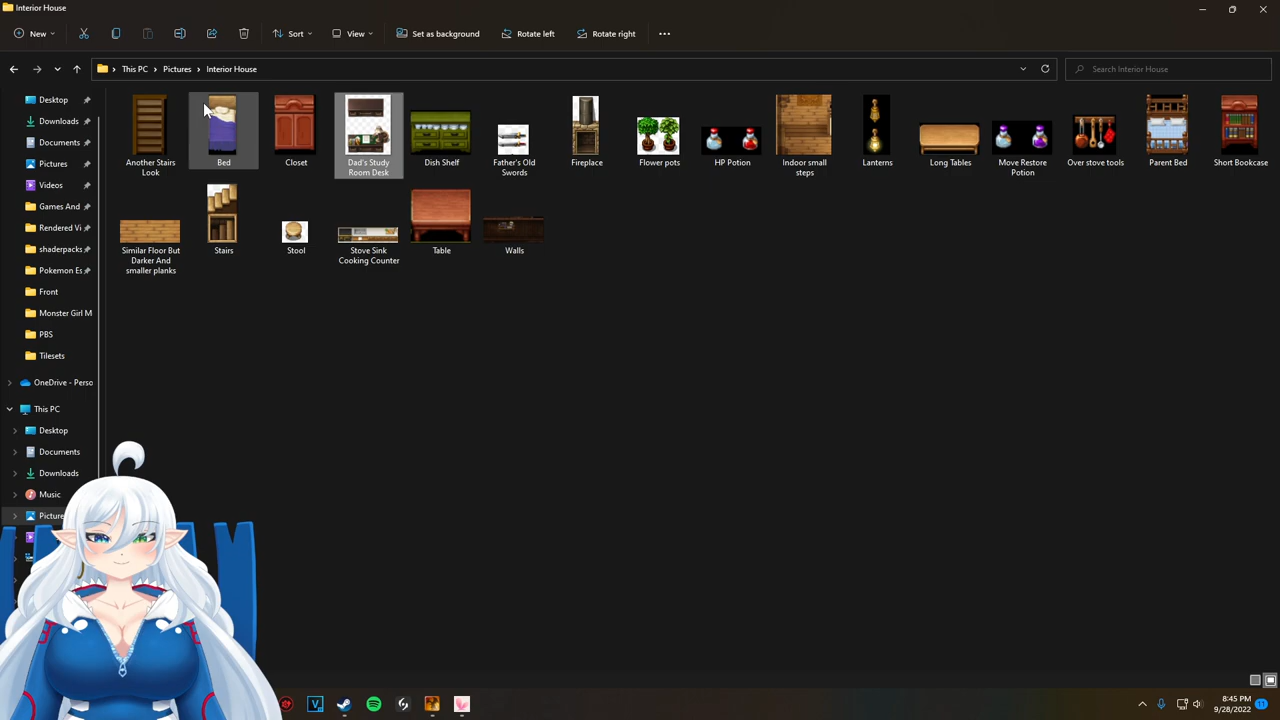 Interior House
New
Sort
View
Set as background
Rotate left
Rotate right
This PC
Pictures
Interior House
Search Interior House
Desktop
Downloads
Documents
Pictures
Videos
Games And
Rendered Vi
shaderpacks
Pokemon Es
Front
Monster Girl M
PBS
Tilesets
OneDrive - Perso
This PC
Desktop
Documents
Downloads
Music
Picture
Another Stairs
Look
Bed
Closet
Dad's Study
Room Desk
Dish Shelf
Father's Old
Swords
Fireplace
Flower pots
HP Potion
Indoor small
steps
Lanterns
Long Tables
Move Restore
Potion
Over stove tools
Parent Bed
Short Bookcase
Similar Floor But
Darker And
smaller planks
Stairs
Stool
Stove Sink
Cooking Counter
Table
Walls
8:45 PM
9/28/2022
11